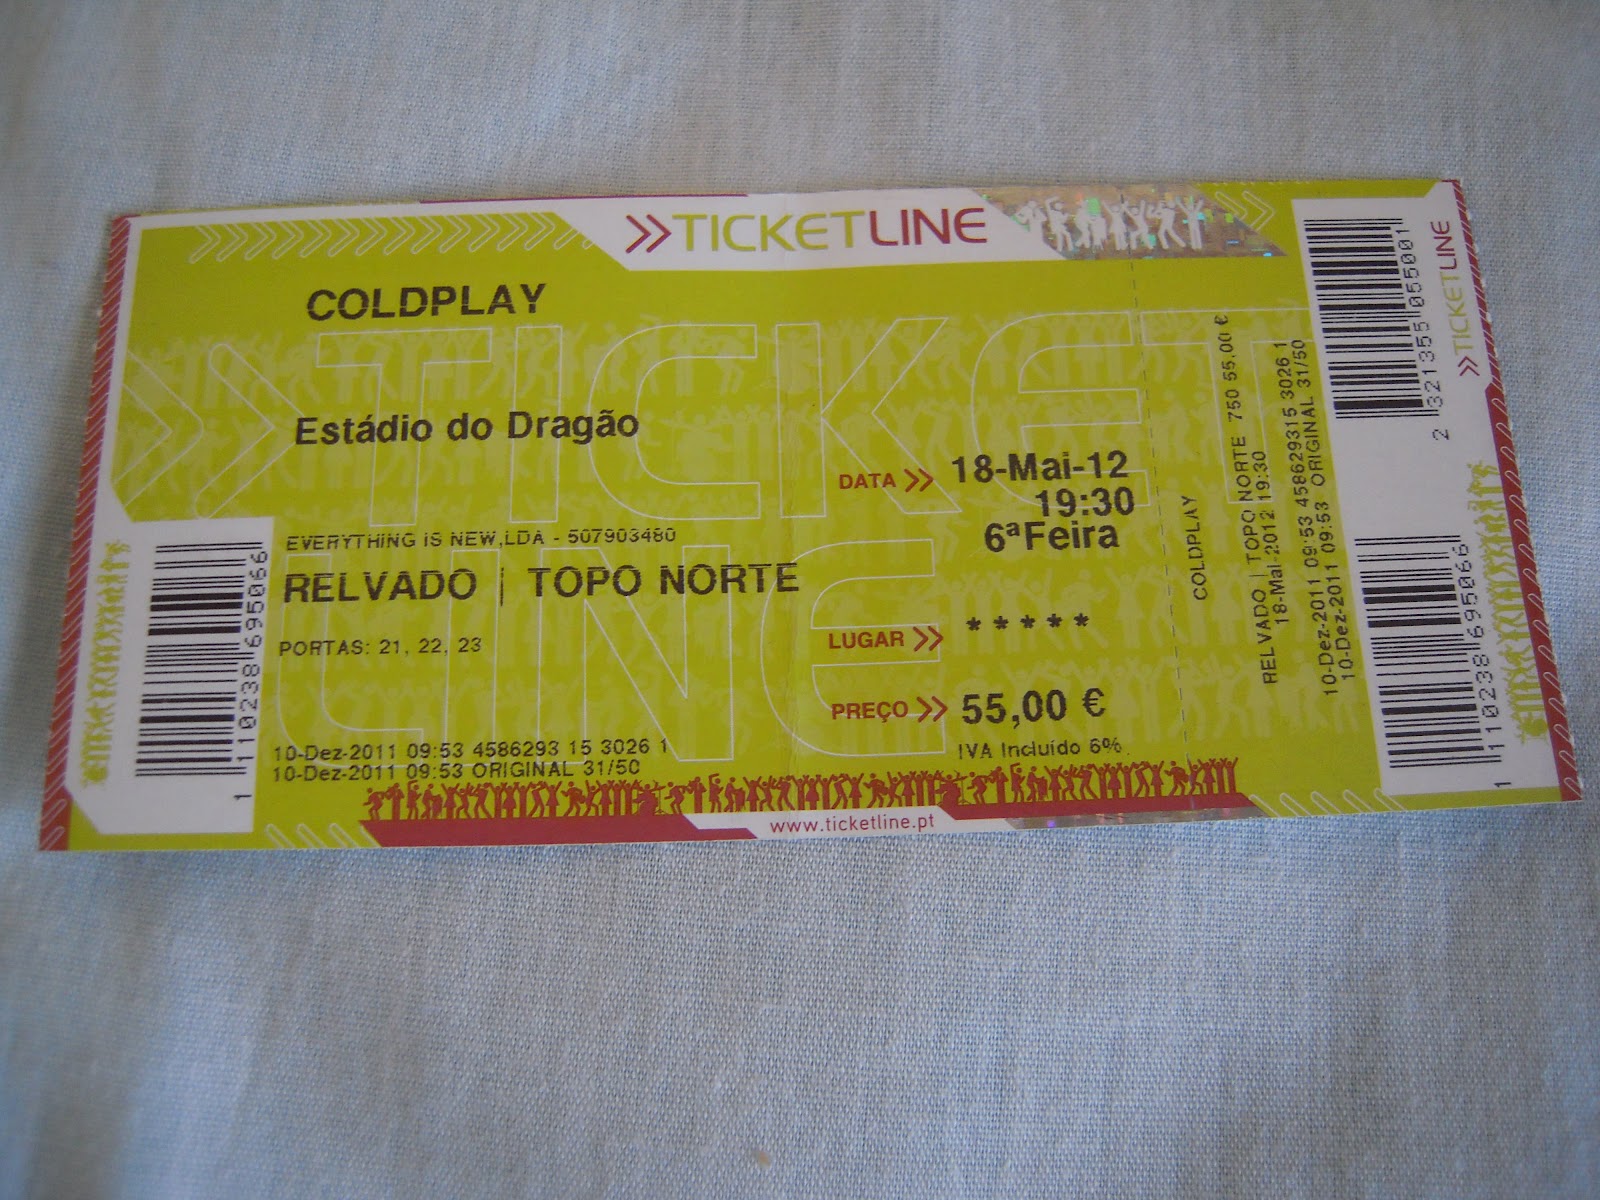 >>TICKETLINE
COLDPLAY
Estádio do Dragão
DATA >> 18-Mai-12
19:30
6ªFeira
EVERYTHING IS NEW,LDA - 507903480
RELVADO | TOPO NORTE
LUGAR >> * * * * *
PORTAS: 21, 22, 23
PREÇO >> 55,00 €
IVA Incluído 6%
10-Dez-2011 09:53 4586293 15 3026 1
10-Dez-2011 09:53 ORIGINAL 31/50
www.ticketline.pt
1 110238 695066
TICKET
LINE
COLDPLAY
RELVADO | TOPO NORTE 750 55,00 €
18-Mai-2012 19:30
10-Dez-2011 09:53 458629315 3026 1
10-Dez-2011 09:53 ORIGINAL 31/50
2 321355 055001
>>TICKETLINE
1 110238 695066